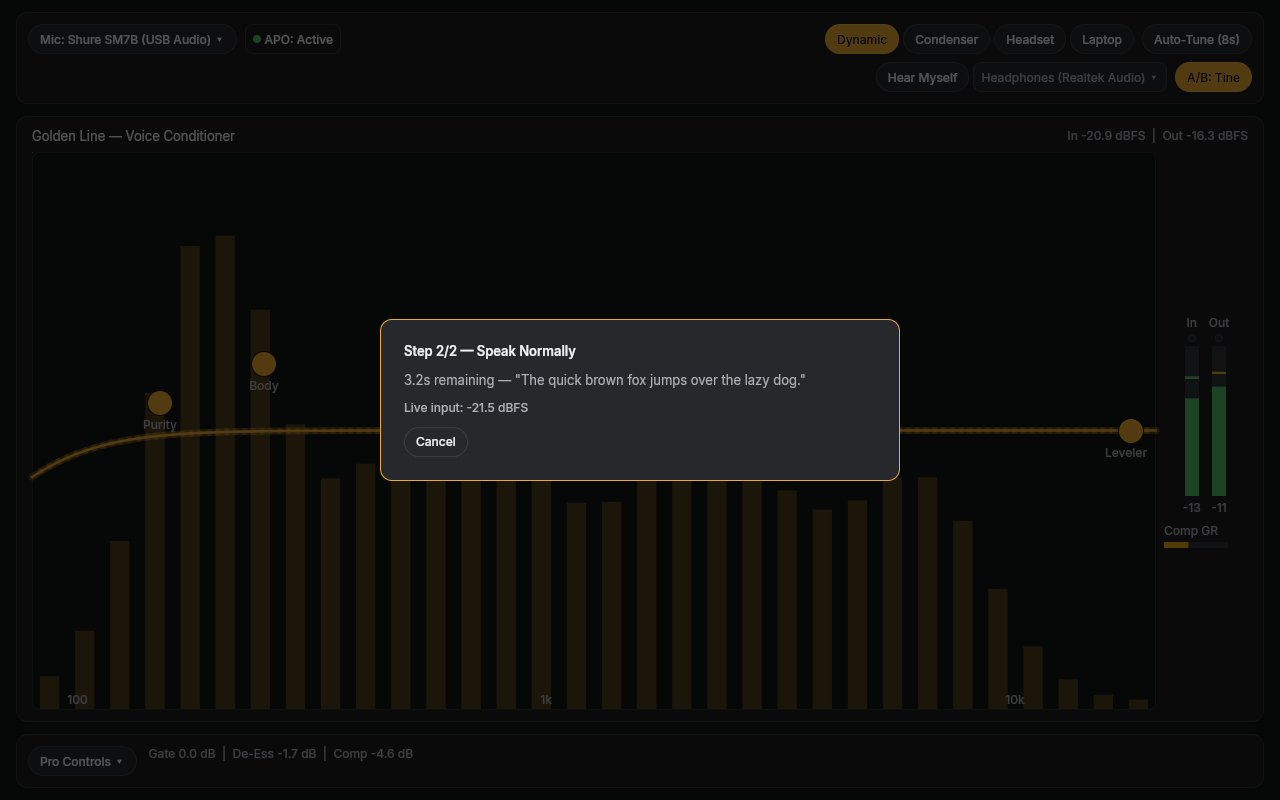 Mic: Shure SM7B (USB Audio) ▾
APO: Active
Dynamic
Condenser
Headset
Laptop
Auto-Tune (8s)
Hear Myself
Headphones (Realtek Audio) ▾
A/B: Tine
Golden Line — Voice Conditioner
In -20.9 dBFS | Out -16.3 dBFS
Step 2/2 — Speak Normally
3.2s remaining — "The quick brown fox jumps over the lazy dog."
Live input: -21.5 dBFS
Cancel
Body
Purity
Leveler
In Out
-13 -11
Comp GR
100 1k 10k
Pro Controls ▾
Gate 0.0 dB | De-Ess -1.7 dB | Comp -4.6 dB